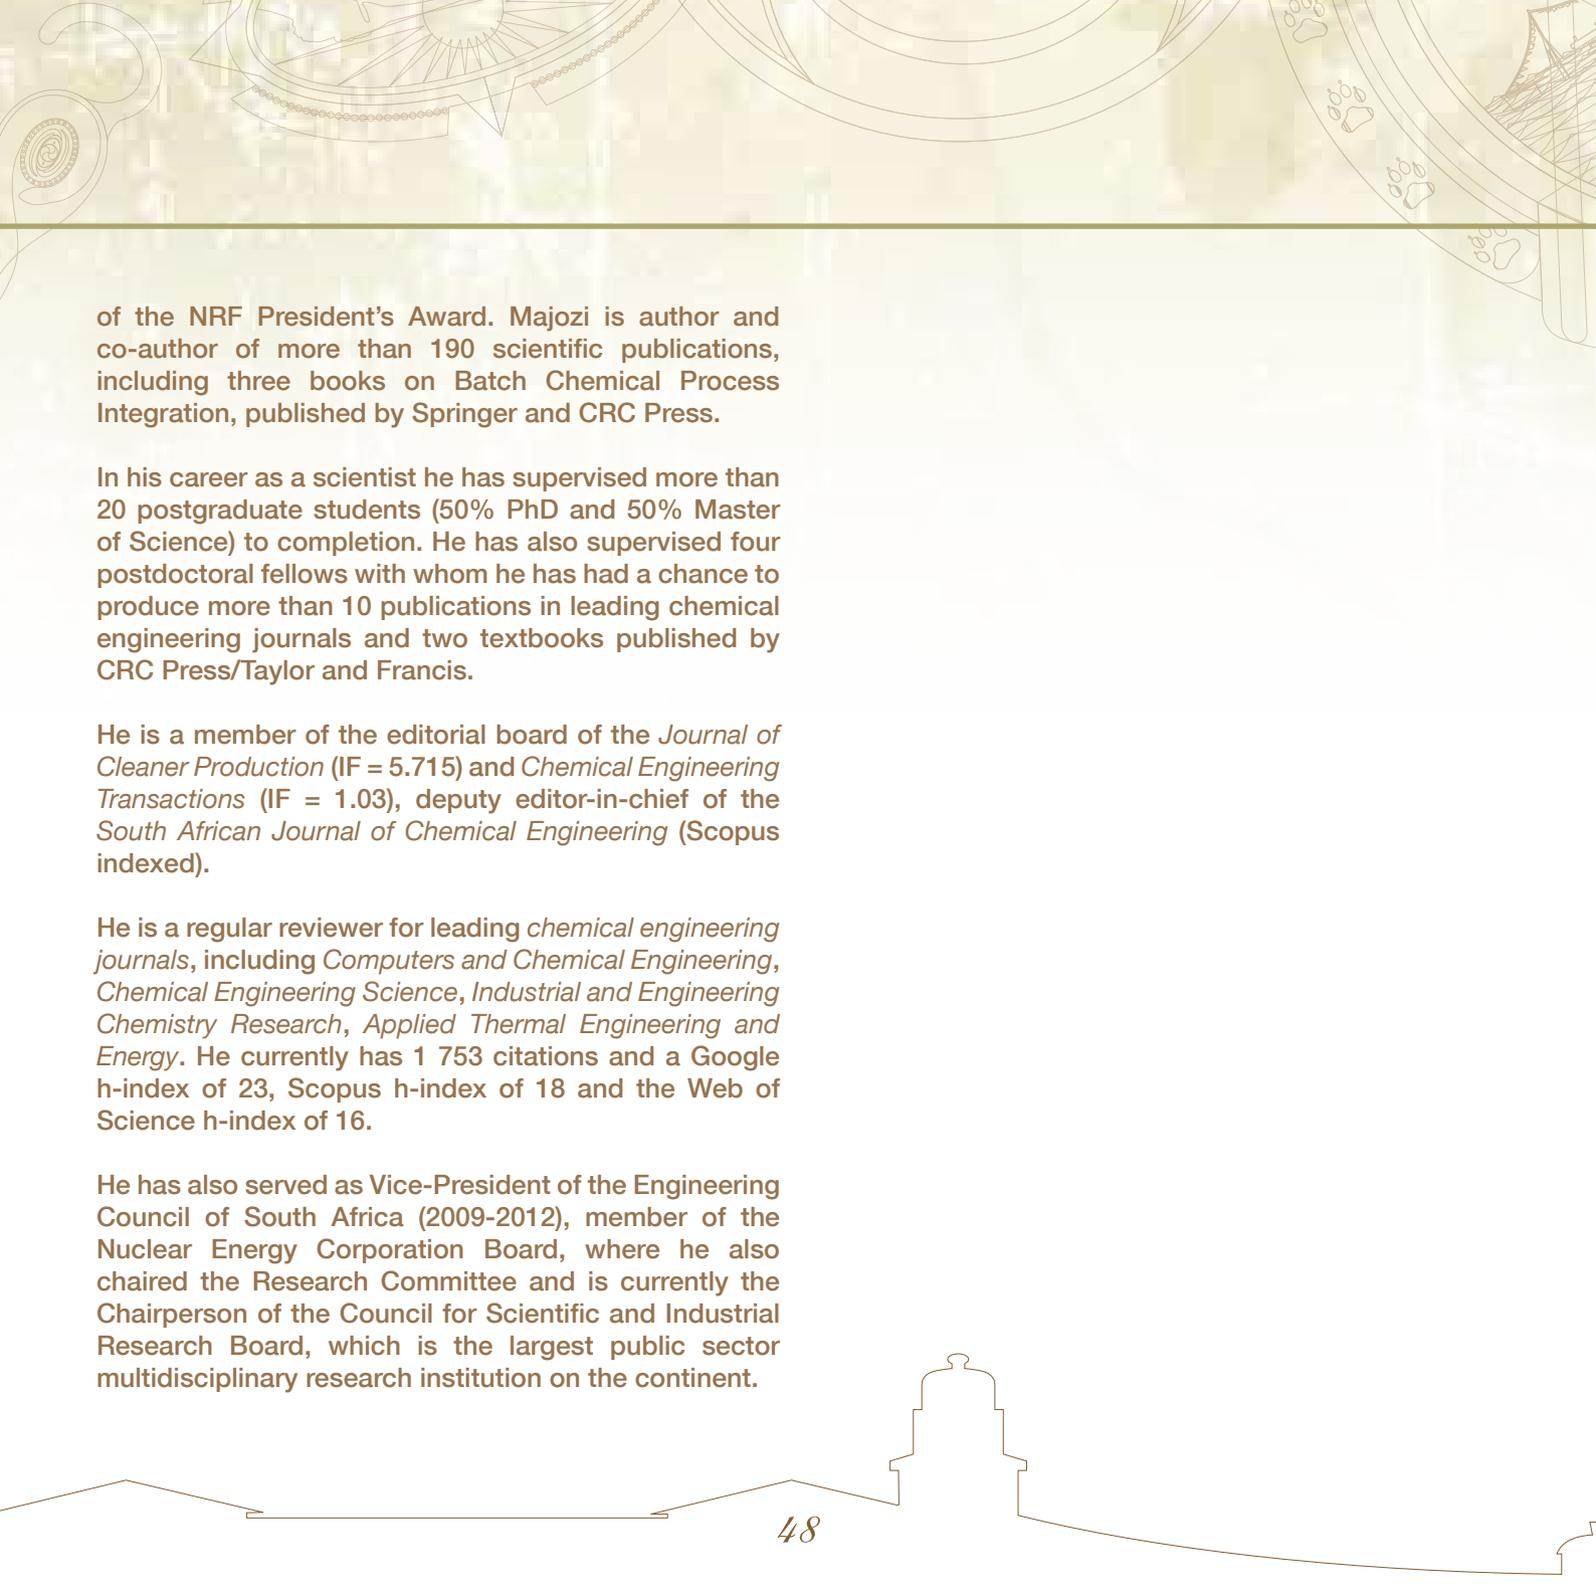 of the NRF President’s Award. Majozi is author and
co-author of more than 190 scientific publications,
including three books on Batch Chemical Process
Integration, published by Springer and CRC Press.
In his career as a scientist he has supervised more than
20 postgraduate students (50% PhD and 50% Master
of Science) to completion. He has also supervised four
postdoctoral fellows with whom he has had a chance to
produce more than 10 publications in leading chemical
engineering journals and two textbooks published by
CRC Press/Taylor and Francis.
He is a member of the editorial board of the Journal of
Cleaner Production (IF = 5.715) and Chemical Engineering
Transactions (IF = 1.03), deputy editor-in-chief of the
South African Journal of Chemical Engineering (Scopus
indexed).
He is a regular reviewer for leading chemical engineering
journals, including Computers and Chemical Engineering,
Chemical Engineering Science, Industrial and Engineering
Chemistry Research, Applied Thermal Engineering and
Energy. He currently has 1 753 citations and a Google
h-index of 23, Scopus h-index of 18 and the Web of
Science h-index of 16.
He has also served as Vice-President of the Engineering
Council of South Africa (2009-2012), member of the
Nuclear Energy Corporation Board, where he also
chaired the Research Committee and is currently the
Chairperson of the Council for Scientific and Industrial
Research Board, which is the largest public sector
multidisciplinary research institution on the continent.
48